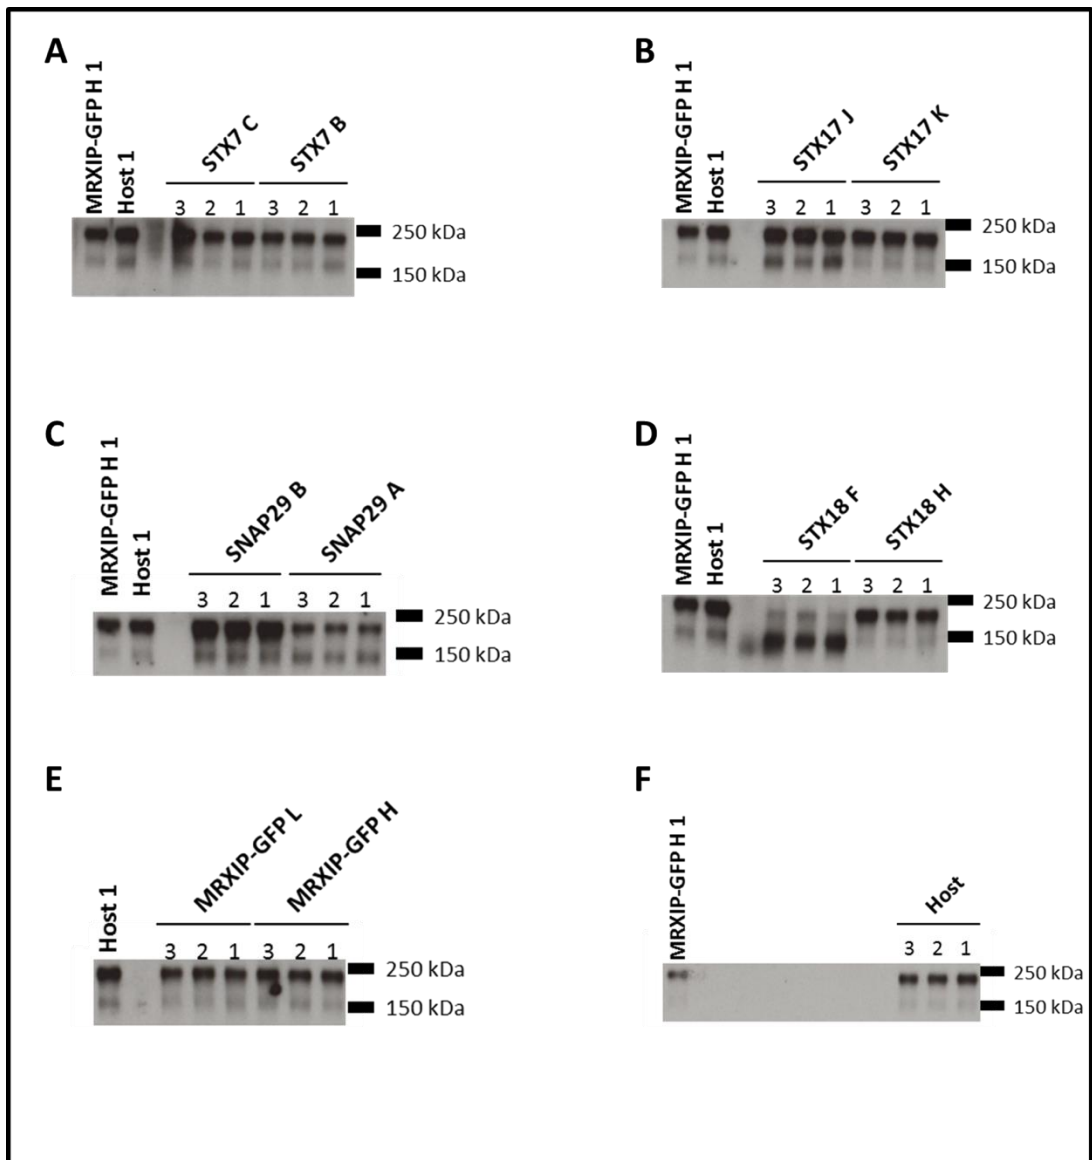 A
MRXIP-GFP H 1
Host 1
STX7 C
STX7 B
3 2 1 3 2 1
250 kDa
150 kDa
B
MRXIP-GFP H 1
Host 1
STX17 J
STX17 K
3 2 1 3 2 1
250 kDa
150 kDa
C
MRXIP-GFP H 1
Host 1
SNAP29 B
SNAP29 A
3 2 1 3 2 1
250 kDa
150 kDa
D
MRXIP-GFP H 1
Host 1
STX18 F
STX18 H
3 2 1 3 2 1
250 kDa
150 kDa
E
Host 1
MRXIP-GFP L
MRXIP-GFP H
3 2 1 3 2 1
250 kDa
150 kDa
F
MRXIP-GFP H 1
Host
3 2 1
250 kDa
150 kDa